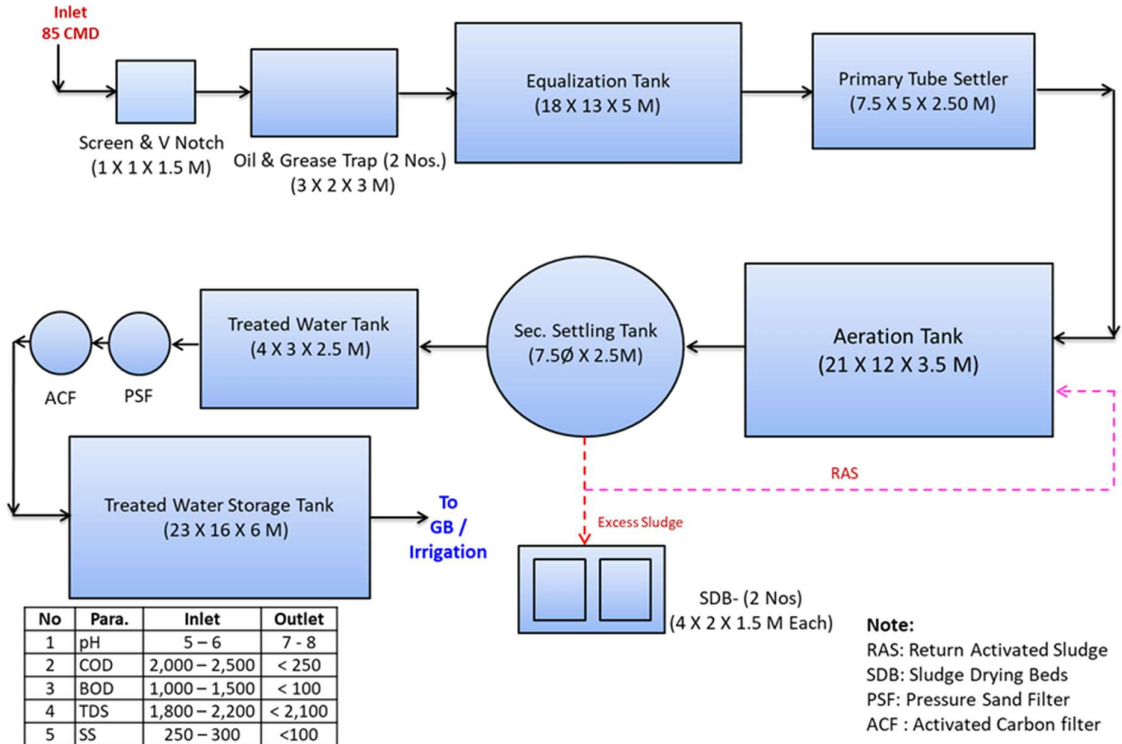 Inlet
85 CMD
Screen & V Notch
(1 X 1 X 1.5 M)
Oil & Grease Trap (2 Nos.)
(3 X 2 X 3 M)
Equalization Tank
(18 X 13 X 5 M)
Primary Tube Settler
(7.5 X 5 X 2.50 M)
Aeration Tank
(21 X 12 X 3.5 M)
Sec. Settling Tank
(7.5Ø X 2.5M)
Treated Water Tank
(4 X 3 X 2.5 M)
PSF
ACF
Treated Water Storage Tank
(23 X 16 X 6 M)
To
GB /
Irrigation
RAS
Excess Sludge
SDB- (2 Nos)
(4 X 2 X 1.5 M Each)
No Para. Inlet Outlet
1 pH 5 – 6 7 - 8
2 COD 2,000 – 2,500 < 250
3 BOD 1,000 – 1,500 < 100
4 TDS 1,800 – 2,200 < 2,100
5 SS 250 – 300 <100
Note:
RAS: Return Activated Sludge
SDB: Sludge Drying Beds
PSF: Pressure Sand Filter
ACF : Activated Carbon filter